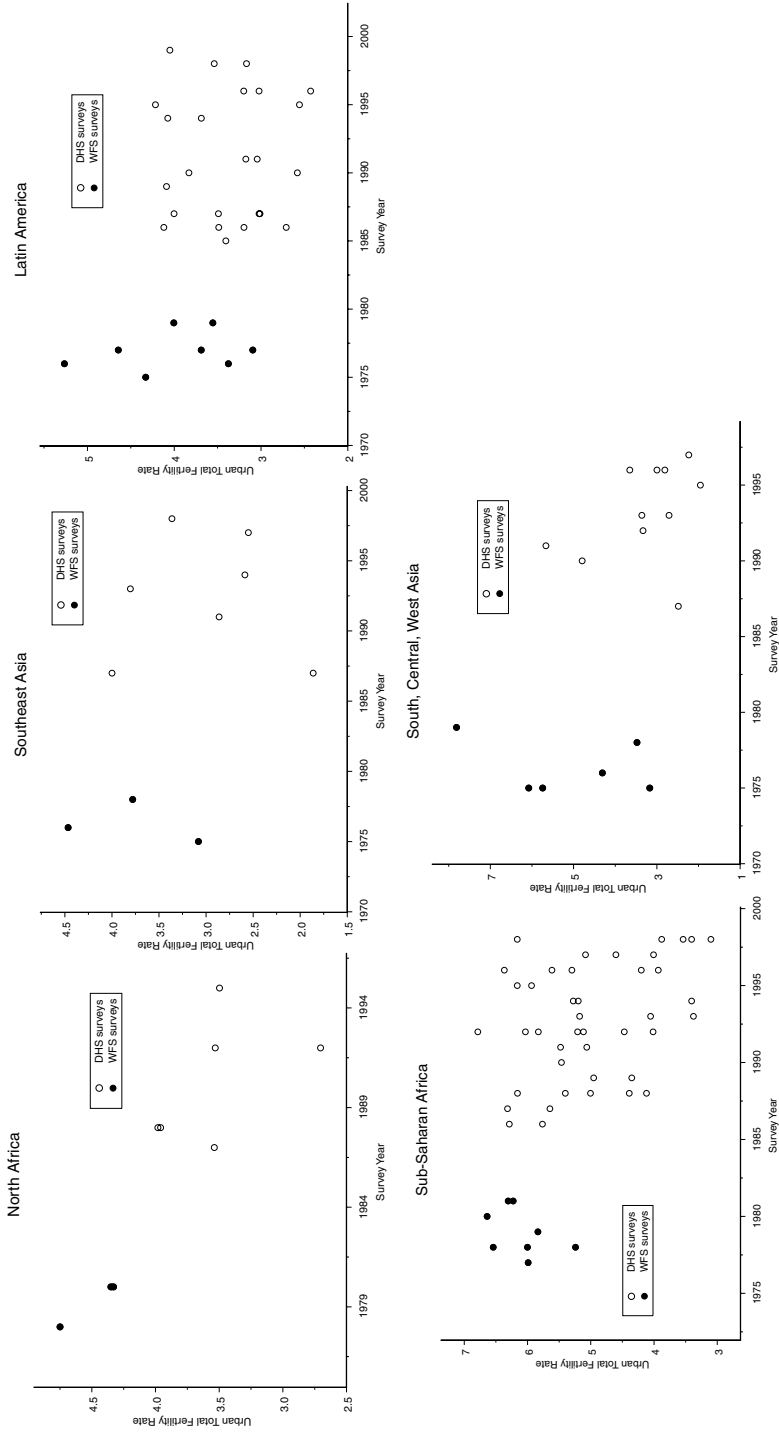 North Africa
DHS surveys
WFS surveys
Urban Total Fertility Rate
4.5
4.0
3.5
3.0
2.5
1979
1984
1989
1994
Survey Year
Southeast Asia
DHS surveys
WFS surveys
Urban Total Fertility Rate
4.5
4.0
3.5
3.0
2.5
2.0
1.5
1970
1975
1980
1985
1990
1995
2000
Survey Year
Latin America
DHS surveys
WFS surveys
Urban Total Fertility Rate
5
4
3
2
1970
1975
1980
1985
1990
1995
2000
Survey Year
Sub-Saharan Africa
DHS surveys
WFS surveys
Urban Total Fertility Rate
7
6
5
4
3
1975
1980
1985
1990
1995
2000
Survey Year
South, Central, West Asia
DHS surveys
WFS surveys
Urban Total Fertility Rate
7
5
3
1
1970
1975
1980
1985
1990
1995
Survey Year